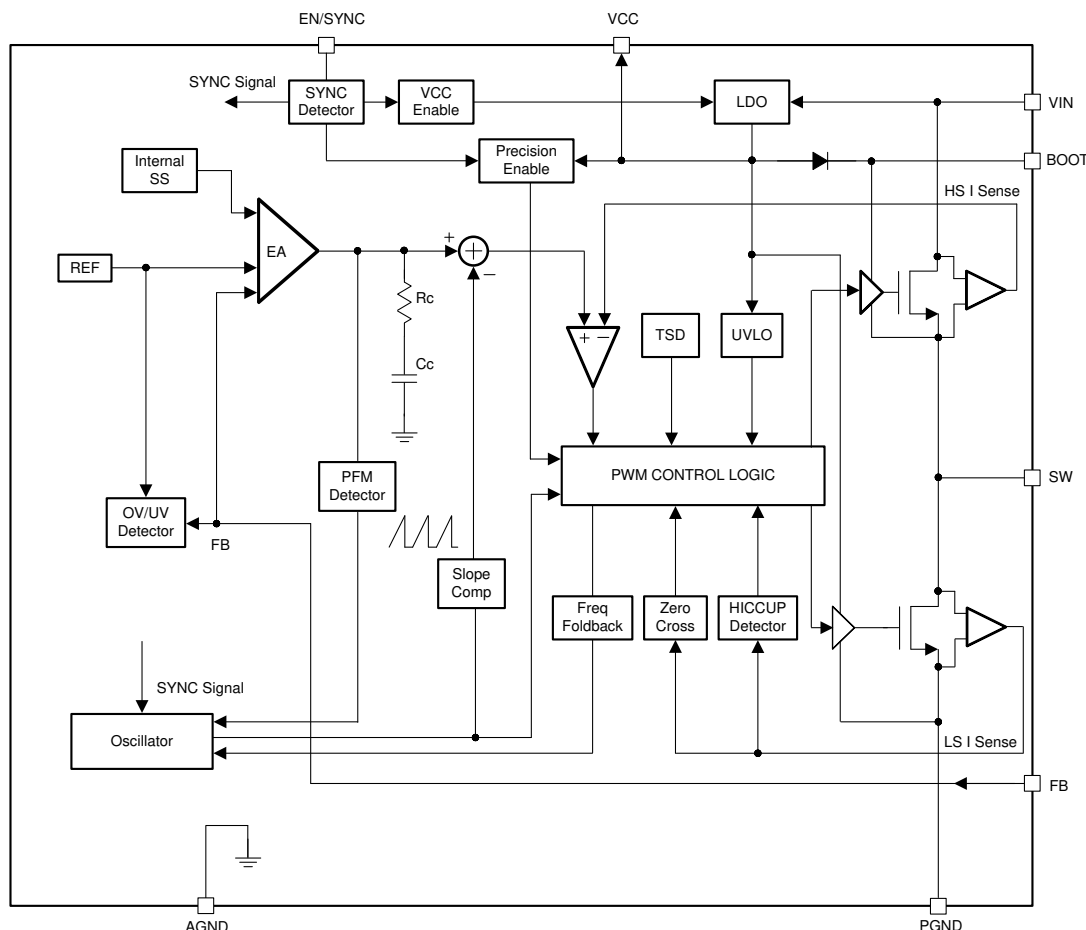 EN/SYNC
VCC
SYNC Signal
SYNC
Detector
VCC
Enable
LDO
VIN
Internal
SS
Precision
Enable
BOOT
HS I Sense
EA
+
+
−
REF
Rc
+ −
TSD
UVLO
Cc
PFM
Detector
PWM CONTROL LOGIC
SW
OV/UV
Detector
FB
Slope
Comp
Freq
Foldback
Zero
Cross
HICCUP
Detector
SYNC Signal
Oscillator
LS I Sense
FB
AGND
PGND